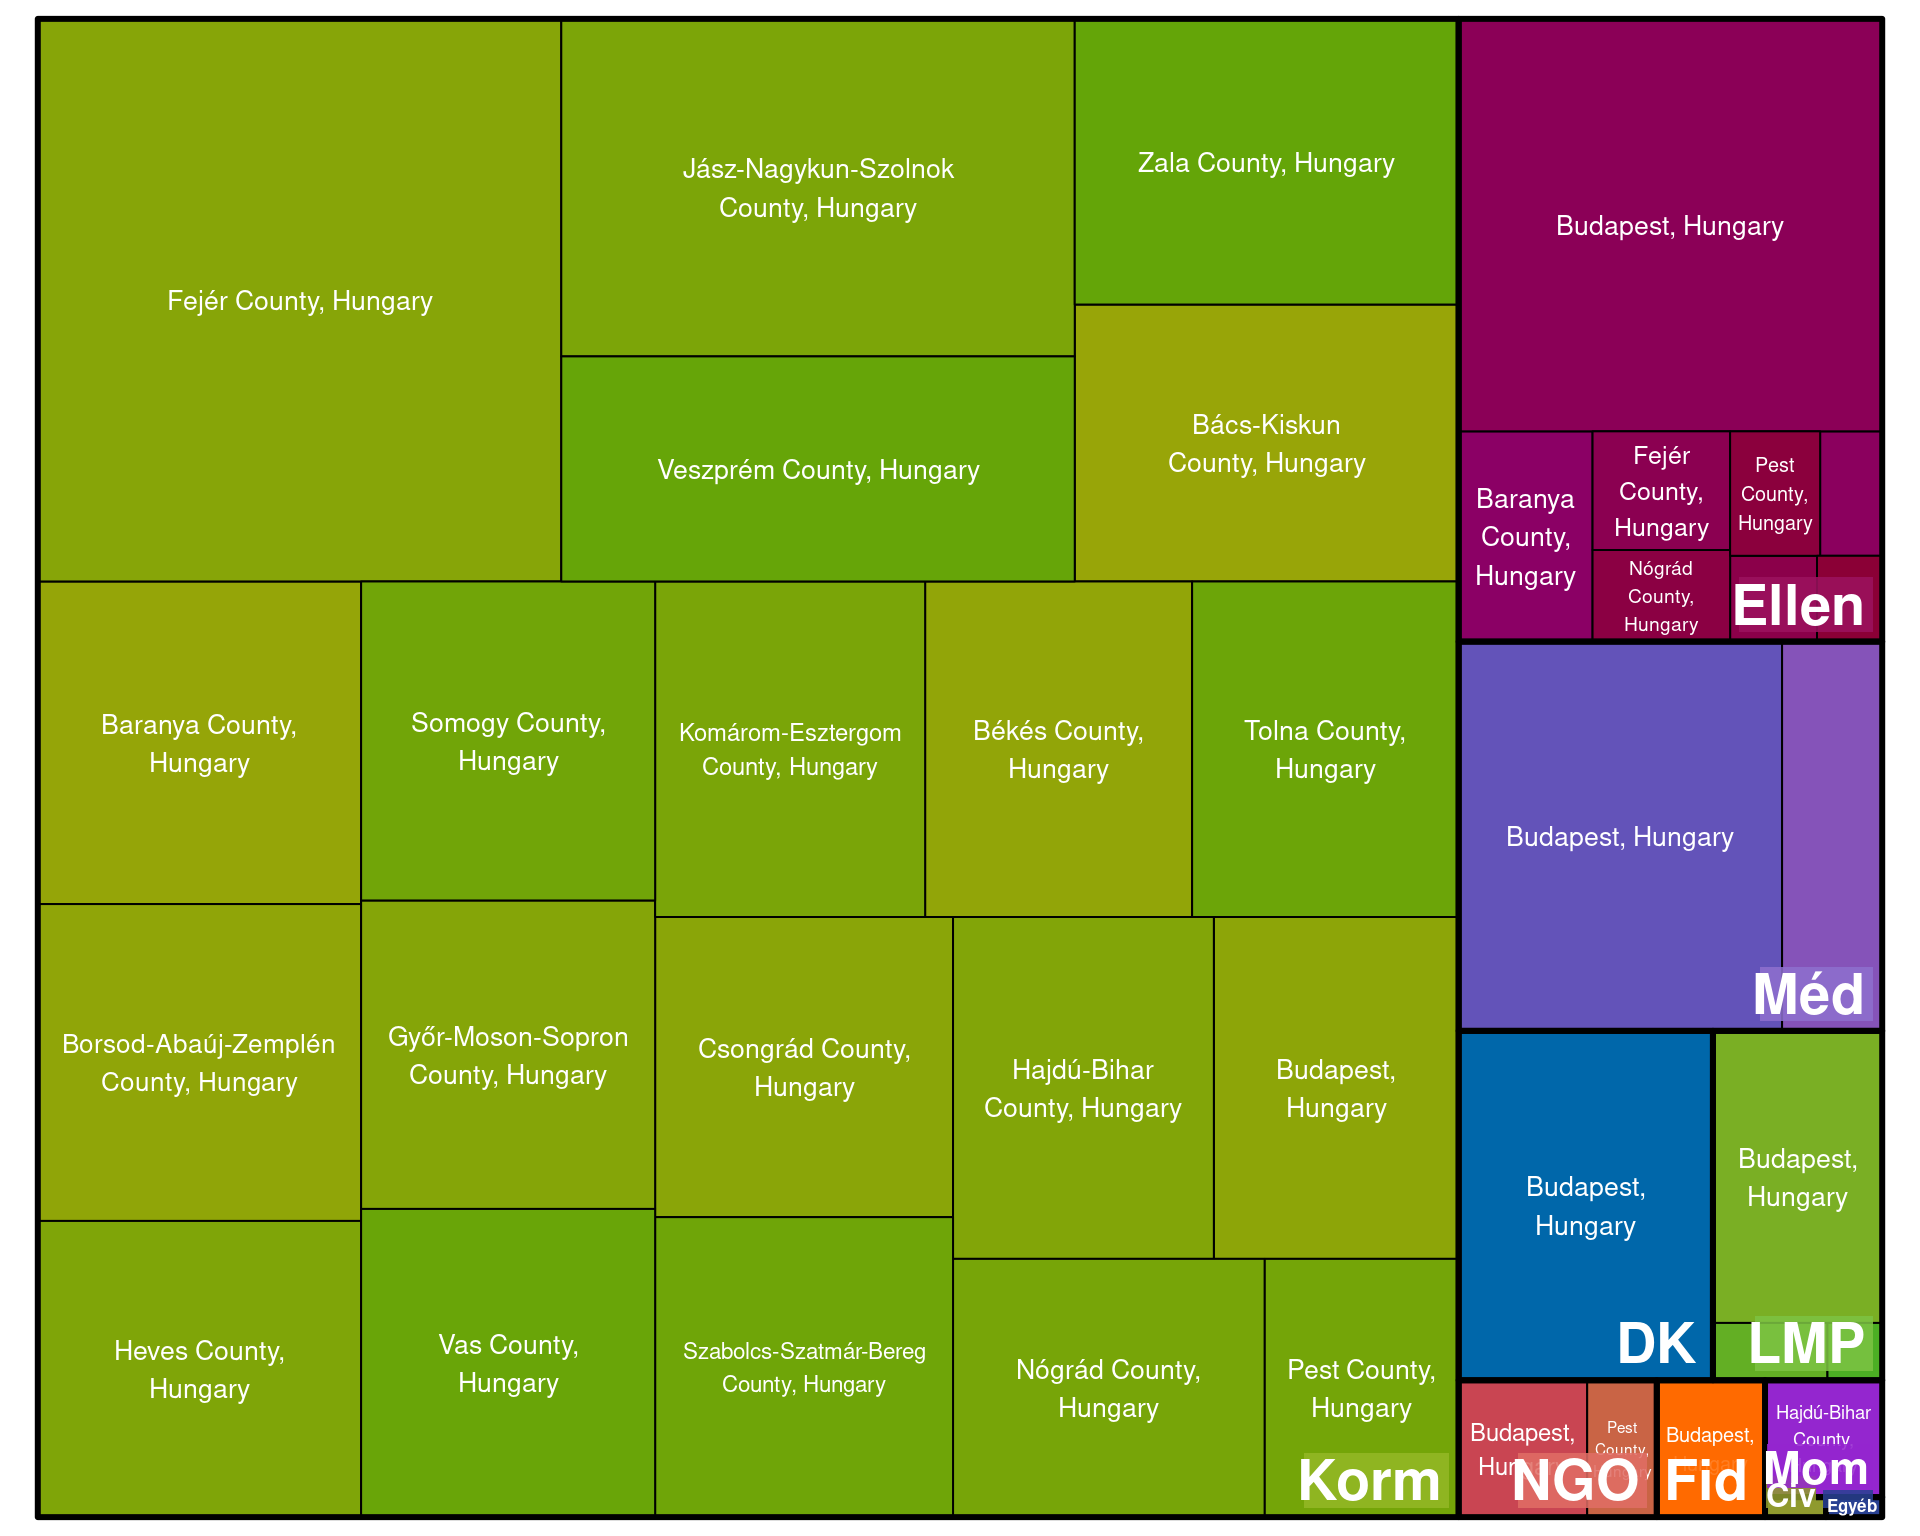 Fejér County, Hungary
Jász-Nagykun-Szolnok
County, Hungary
Zala County, Hungary
Veszprém County, Hungary
Bács-Kiskun
County, Hungary
Baranya County,
Hungary
Somogy County,
Hungary
Komárom-Esztergom
County, Hungary
Békés County,
Hungary
Tolna County,
Hungary
Borsod-Abaúj-Zemplén
County, Hungary
Győr-Moson-Sopron
County, Hungary
Csongrád County,
Hungary
Hajdú-Bihar
County, Hungary
Budapest,
Hungary
Heves County,
Hungary
Vas County,
Hungary
Szabolcs-Szatmár-Bereg
County, Hungary
Nógrád County,
Hungary
Pest County,
Hungary
Korm
Budapest, Hungary
Baranya
County,
Hungary
Fejér
County,
Hungary
Pest
County,
Hungary
Nógrád
County,
Hungary
Ellen
Budapest, Hungary
Méd
Budapest,
Hungary
DK
Budapest,
Hungary
LMP
Budapest,
Pest
County,
NGO
Budapest,
Fid
Hajdú-Bihar
County,
Mom
Civ
Egyéb